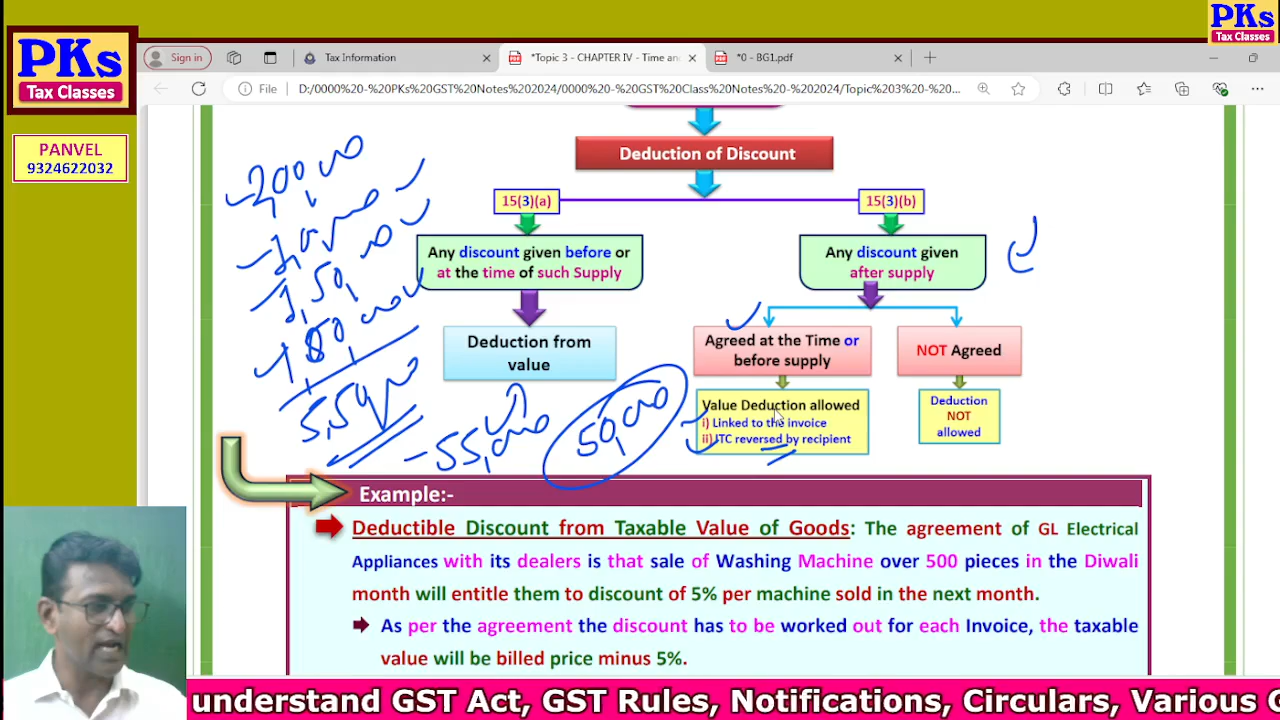 PKs
Tax Classes
PKs
Tax Classes
PANVEL
9324622032
Sign in
Tax Information
*Topic 3 - CHAPTER IV - Time an
*0 - BG1.pdf
File
D:/0000%20-%20PKs%20GST%20Notes%202024/0000%20-%20GST%20Class%20Notes%20-%202024/Topic%203%20-%20...
Deduction of Discount
15(3)(a)
15(3)(b)
Any discount given before or
at the time of such Supply
Any discount given
after supply
Deduction from
value
Agreed at the Time or
before supply
NOT Agreed
Value Deduction allowed
i) Linked to the invoice
ii) ITC reversed by recipient
Deduction
NOT
allowed
55,000
50,000
Example:-
Deductible Discount from Taxable Value of Goods: The agreement of GL Electrical
Appliances with its dealers is that sale of Washing Machine over 500 pieces in the Diwali
month will entitle them to discount of 5% per machine sold in the next month.
As per the agreement the discount has to be worked out for each Invoice, the taxable
value will be billed price minus 5%.
understand GST Act, GST Rules, Notifications, Circulars, Various